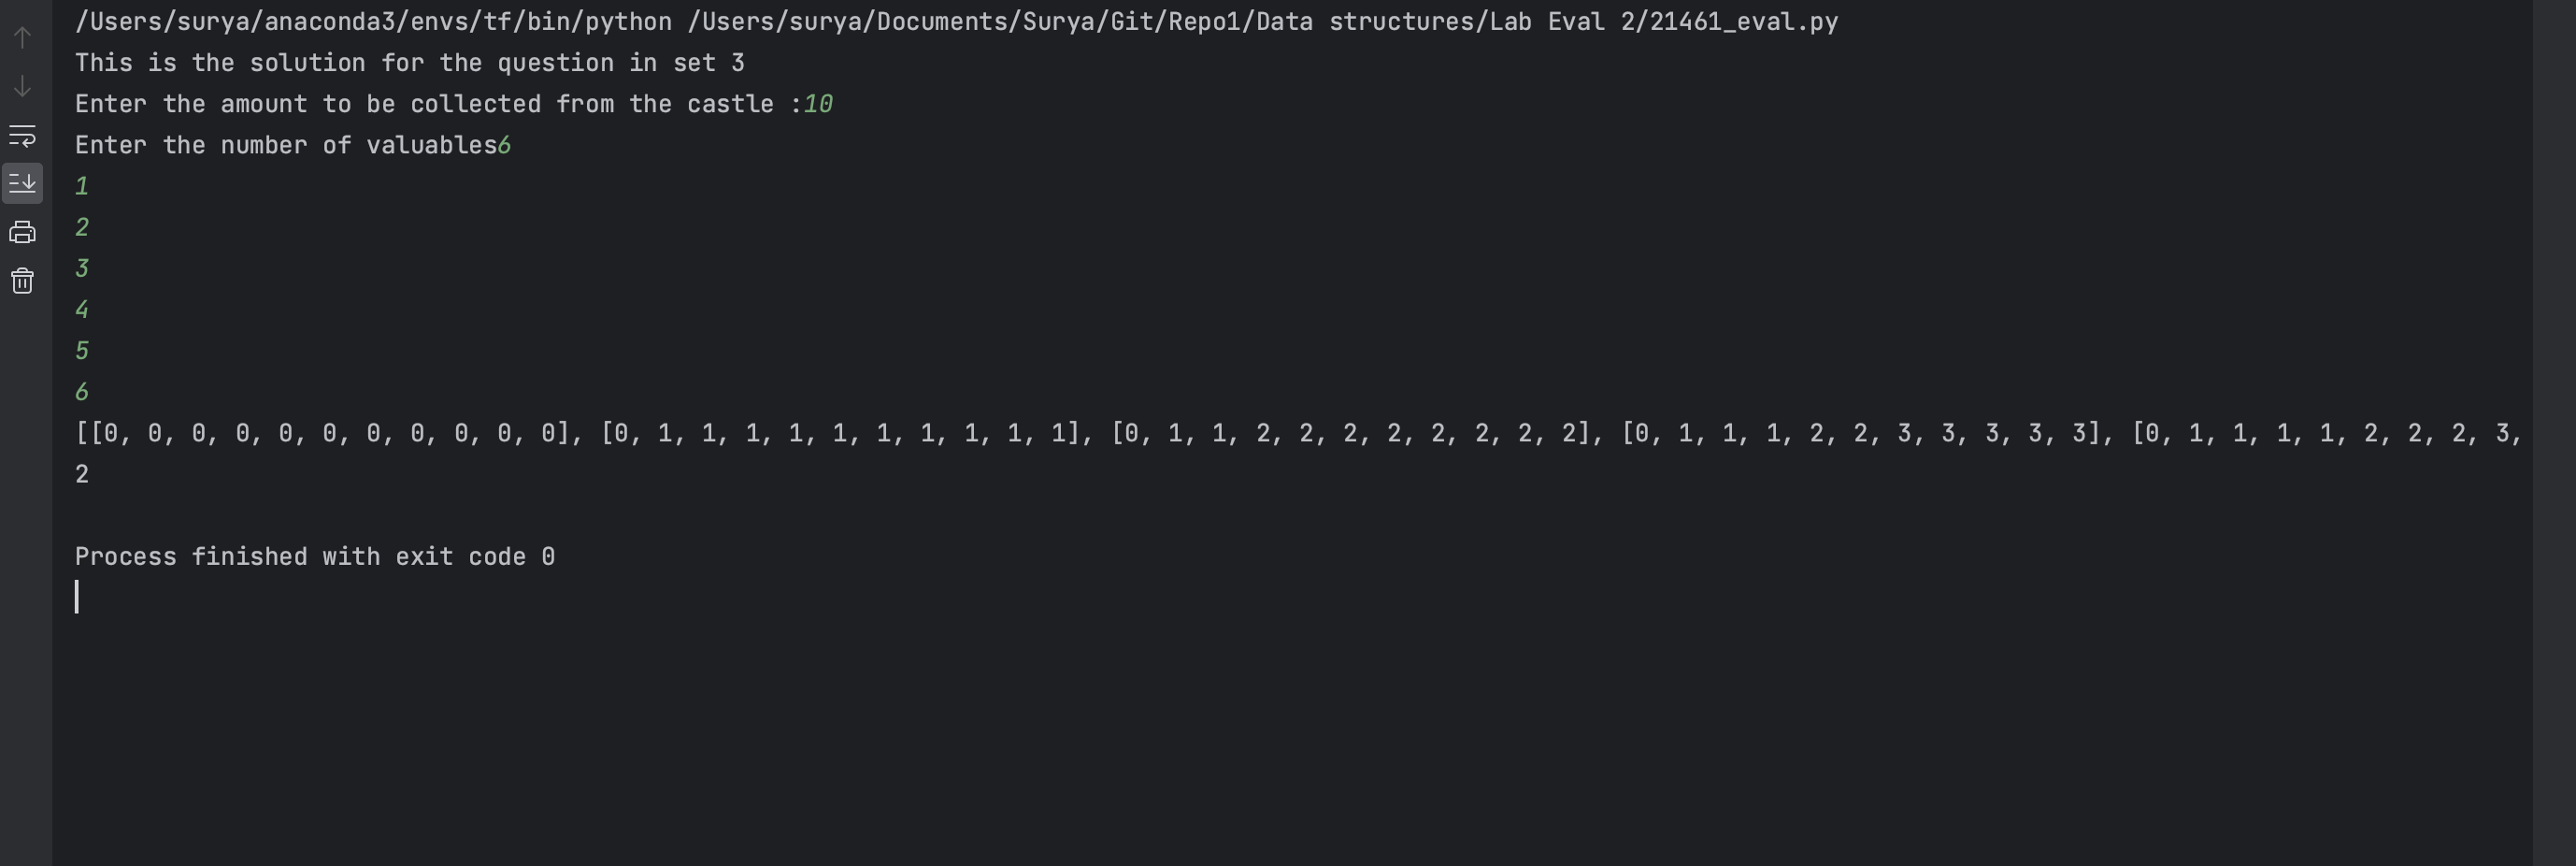 /Users/surya/anaconda3/envs/tf/bin/python /Users/surya/Documents/Surya/Git/Repo1/Data structures/Lab Eval 2/21461_eval.py
This is the solution for the question in set 3
Enter the amount to be collected from the castle :10
Enter the number of valuables6
1
2
3
4
5
6
[[0, 0, 0, 0, 0, 0, 0, 0, 0, 0, 0], [0, 1, 1, 1, 1, 1, 1, 1, 1, 1, 1], [0, 1, 1, 2, 2, 2, 2, 2, 2, 2, 2], [0, 1, 1, 1, 2, 2, 3, 3, 3, 3, 3], [0, 1, 1, 1, 1, 2, 2, 2, 3,
2
Process finished with exit code 0